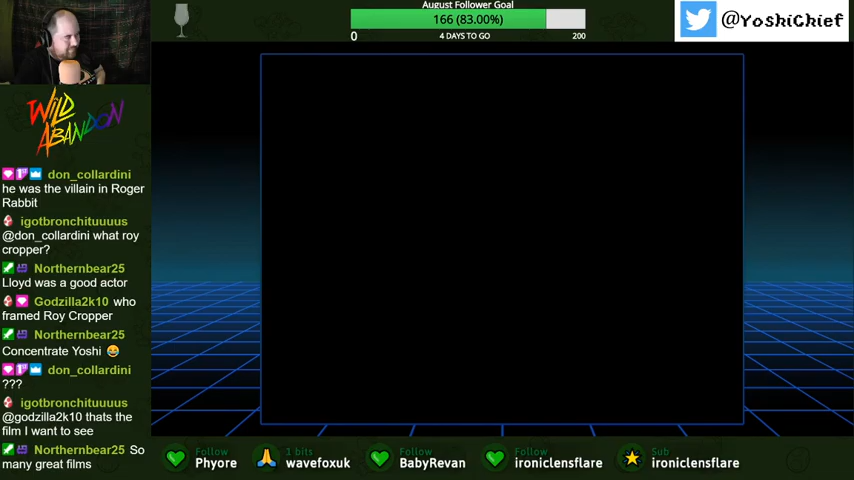 August Follower Goal
166 (83.00%)
0
4 DAYS TO GO
200
@YoshiChief
WILD
ABANDON
don_collardini
he was the villain in Roger
Rabbit
igotbronchituuuus
@don_collardini what roy
cropper?
Northernbear25
Lloyd was a good actor
Godzilla2k10 who
framed Roy Cropper
Northernbear25
Concentrate Yoshi 😂
don_collardini
???
igotbronchituuuus
@godzilla2k10 thats the
film I want to see
Northernbear25 So
many great films
Follow
Phyore
1 bits
wavefoxuk
Follow
BabyRevan
Follow
ironiclensflare
Sub
ironiclensflare